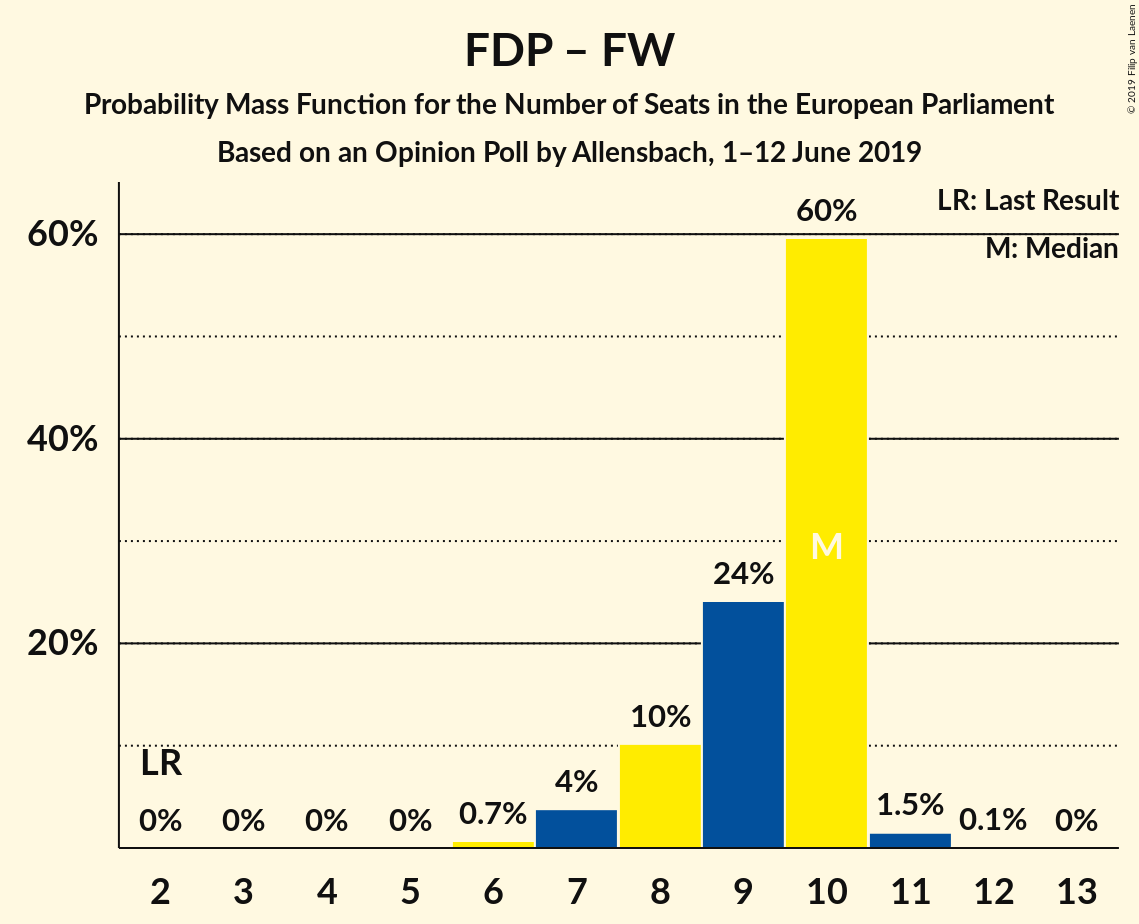 FDP – FW
Probability Mass Function for the Number of Seats in the European Parliament
Based on an Opinion Poll by Allensbach, 1–12 June 2019
© 2019 Filip van Laenen
LR: Last Result
M: Median
60%
40%
20%
LR
0%
0%
0%
0%
0.7%
4%
10%
24%
60%
M
1.5%
0.1%
0%
2 3 4 5 6 7 8 9 10 11 12 13